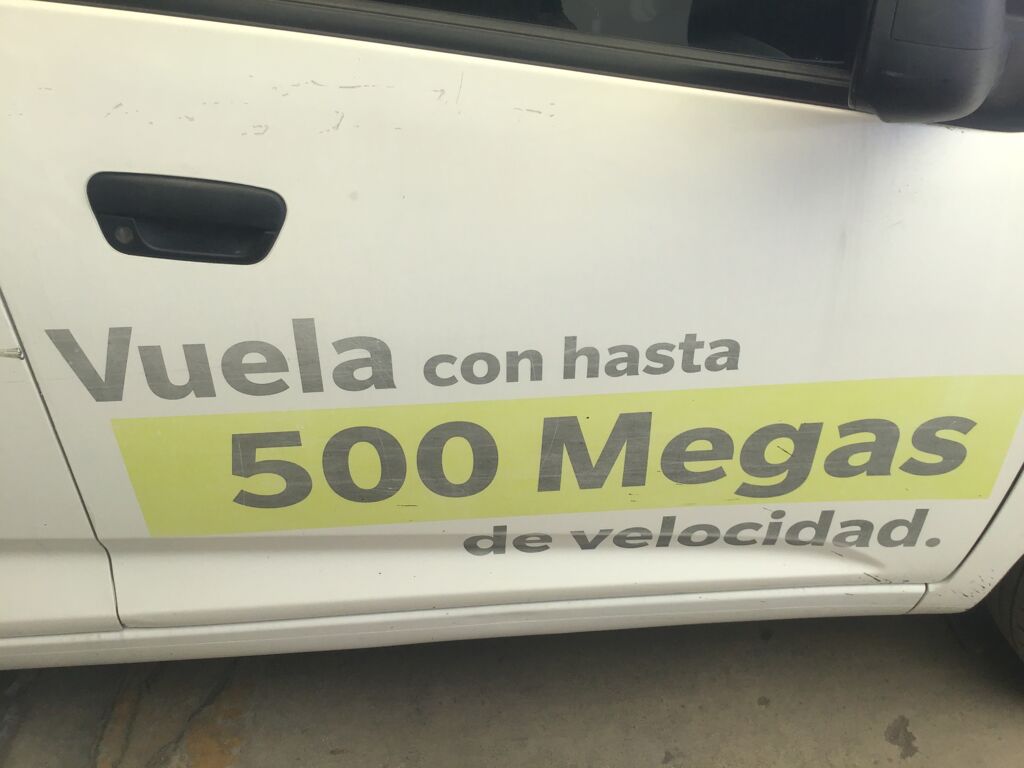 Vuela con hasta
500 Megas
de velocidad.